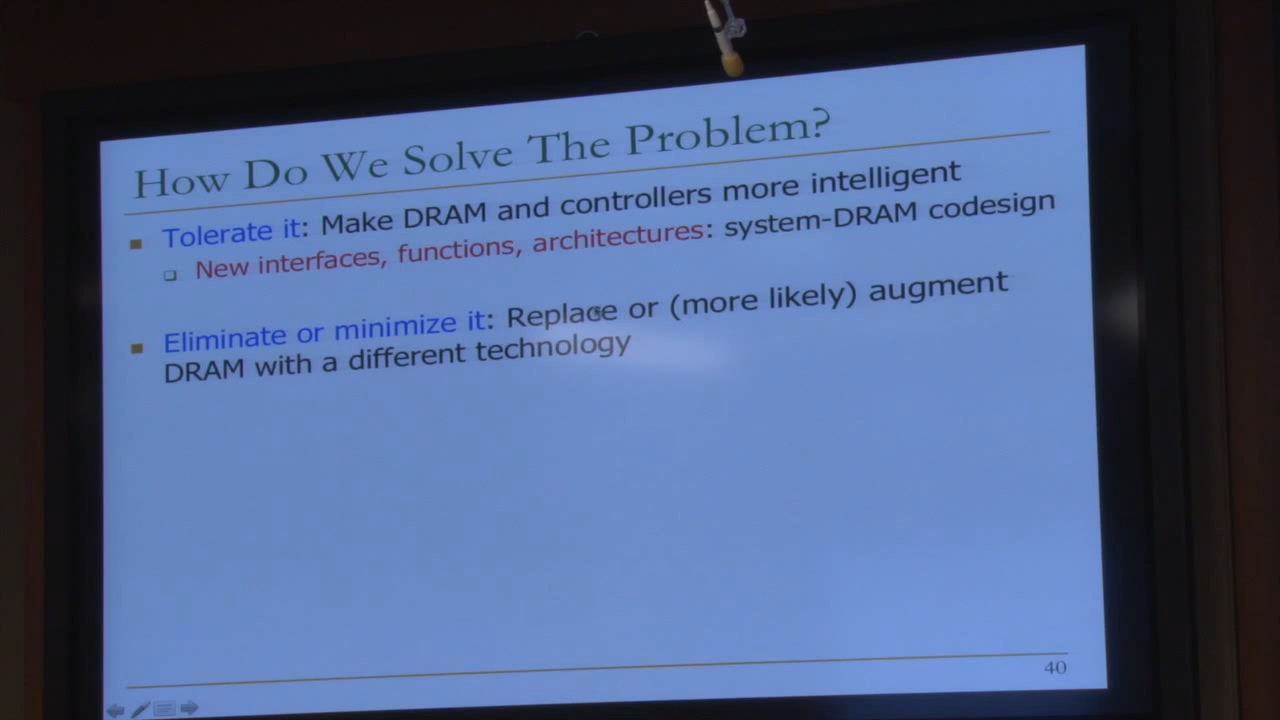 How Do We Solve The Problem?
Tolerate it: Make DRAM and controllers more intelligent
New interfaces, functions, architectures: system-DRAM codesign
Eliminate or minimize it: Replace or (more likely) augment
DRAM with a different technology
40